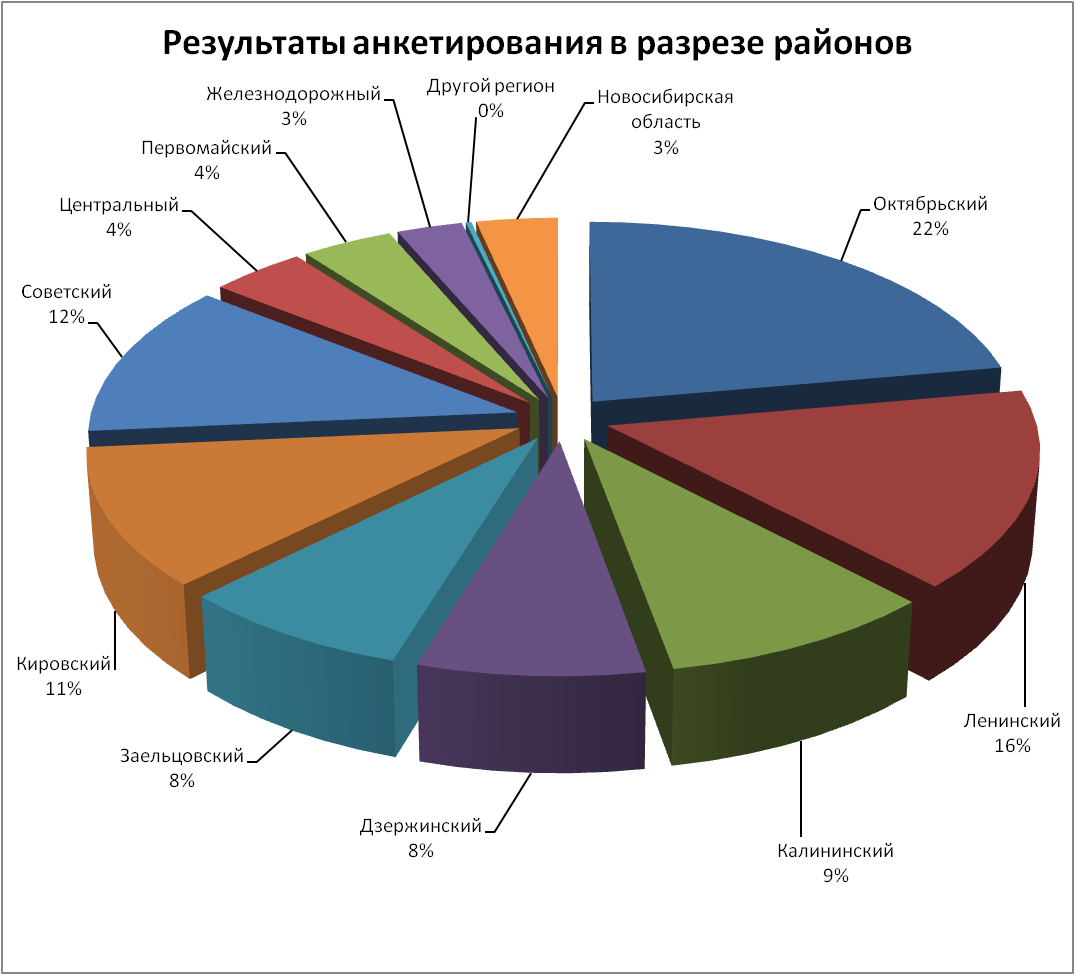 Результаты анкетирования в разрезе районов
Другой регион
0%
Железнодорожный
3%
Новосибирская
область
3%
Первомайский
4%
Центральный
4%
Октябрьский
22%
Советский
12%
Кировский
11%
Ленинский
16%
Заельцовский
8%
Дзержинский
8%
Калининский
9%